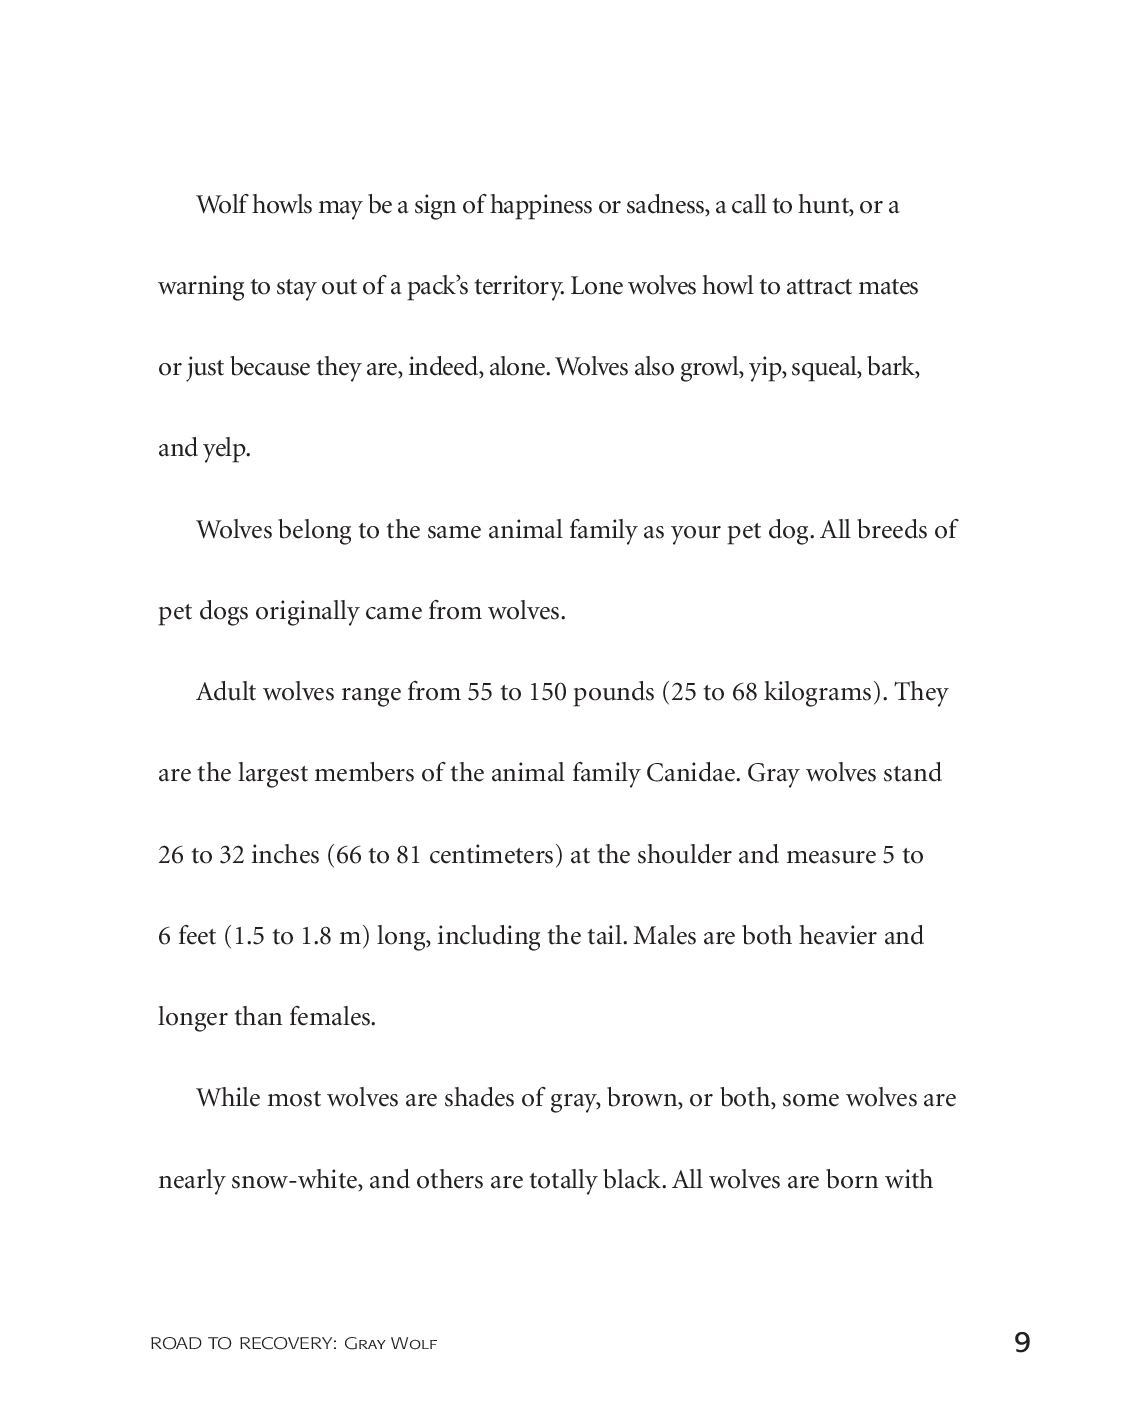 Wolf howls may be a sign of happiness or sadness, a call to hunt, or a
warning to stay out of a pack’s territory. Lone wolves howl to attract mates
or just because they are, indeed, alone. Wolves also growl, yip, squeal, bark,
and yelp.
Wolves belong to the same animal family as your pet dog. All breeds of
pet dogs originally came from wolves.
Adult wolves range from 55 to 150 pounds (25 to 68 kilograms). They
are the largest members of the animal family Canidae. Gray wolves stand
26 to 32 inches (66 to 81 centimeters) at the shoulder and measure 5 to
6 feet (1.5 to 1.8 m) long, including the tail. Males are both heavier and
longer than females.
While most wolves are shades of gray, brown, or both, some wolves are
nearly snow-white, and others are totally black. All wolves are born with
ROAD TO RECOVERY: Gray Wolf 9